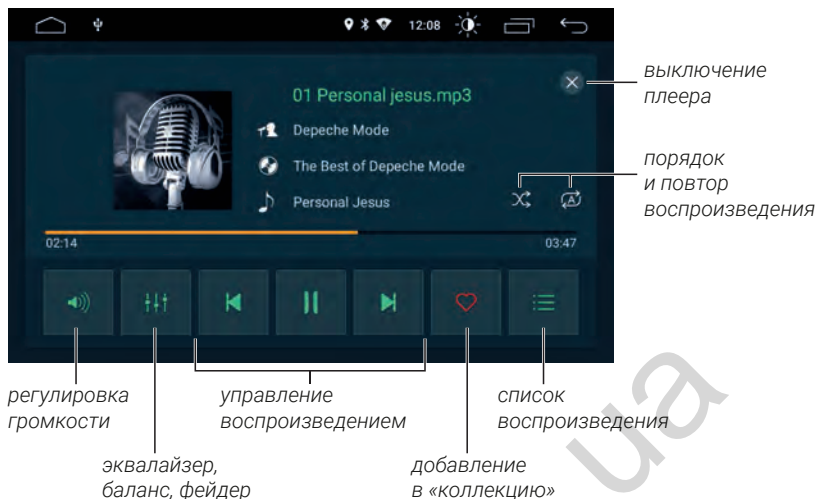 12:08
01 Personal jesus.mp3
Depeche Mode
The Best of Depeche Mode
Personal Jesus
A
02:14
03:47
выключение
плеера
порядок
и повтор
воспроизведения
регулировка
громкости
управление
воспроизведением
список
воспроизведения
эквалайзер,
баланс, фейдер
добавление
в «коллекцию»
ua